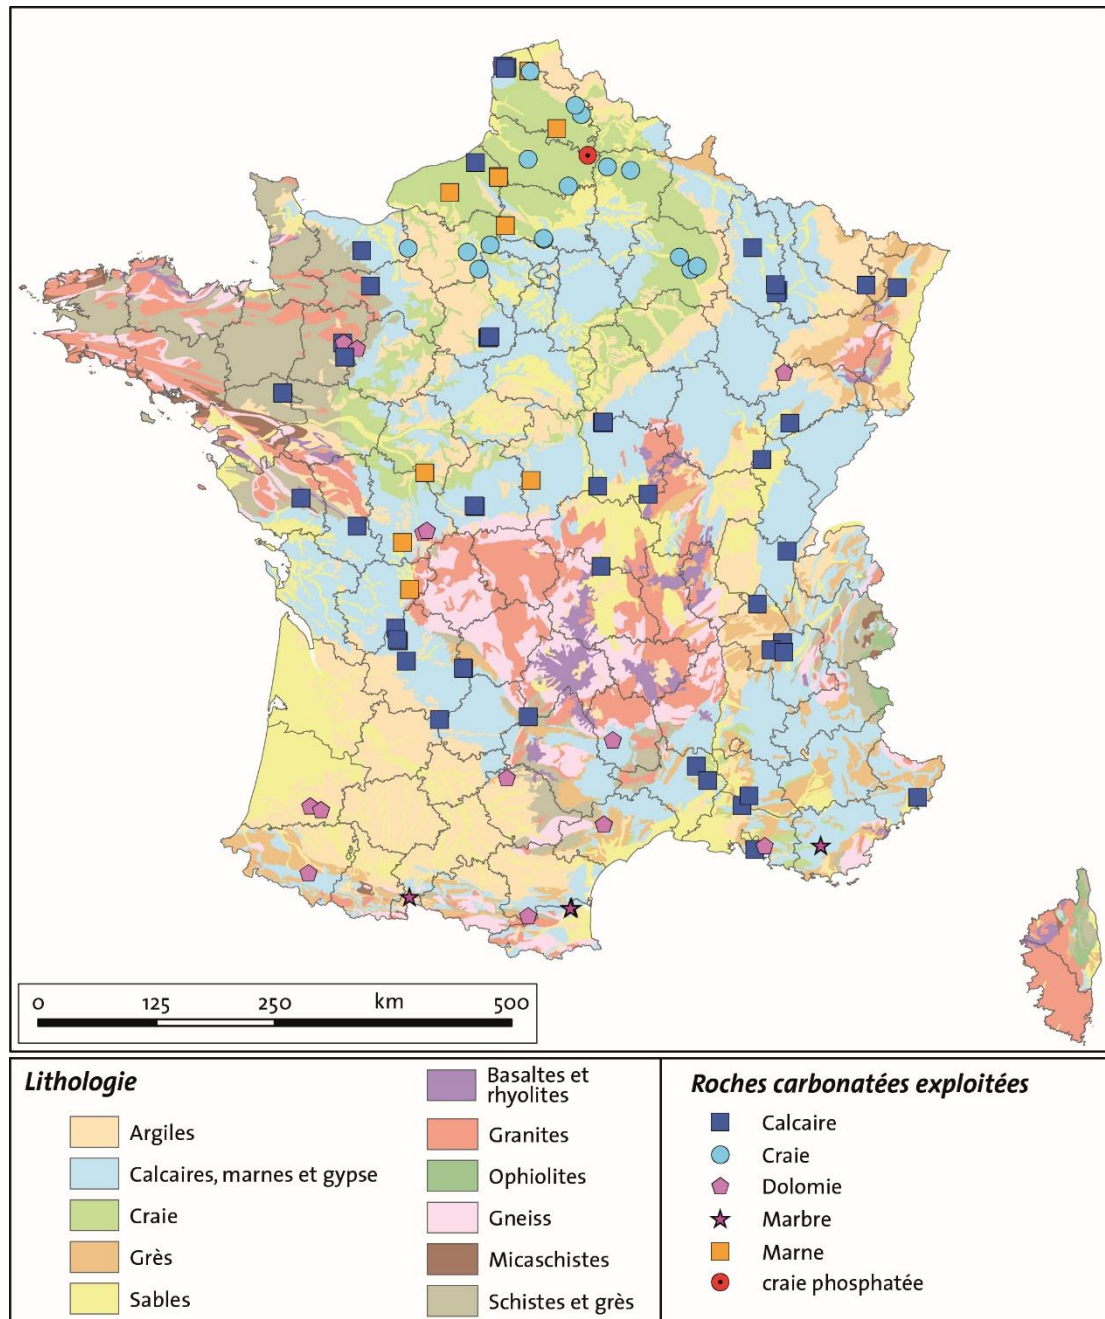 0 125 250 km 500
Lithologie
Argiles
Calcaires, marnes et gypse
Craie
Grès
Sables
Basaltes et
rhyolites
Granites
Ophiolites
Gneiss
Micaschistes
Schistes et grès
Roches carbonatées exploitées
Calcaire
Craie
Dolomie
Marbre
Marne
craie phosphatée